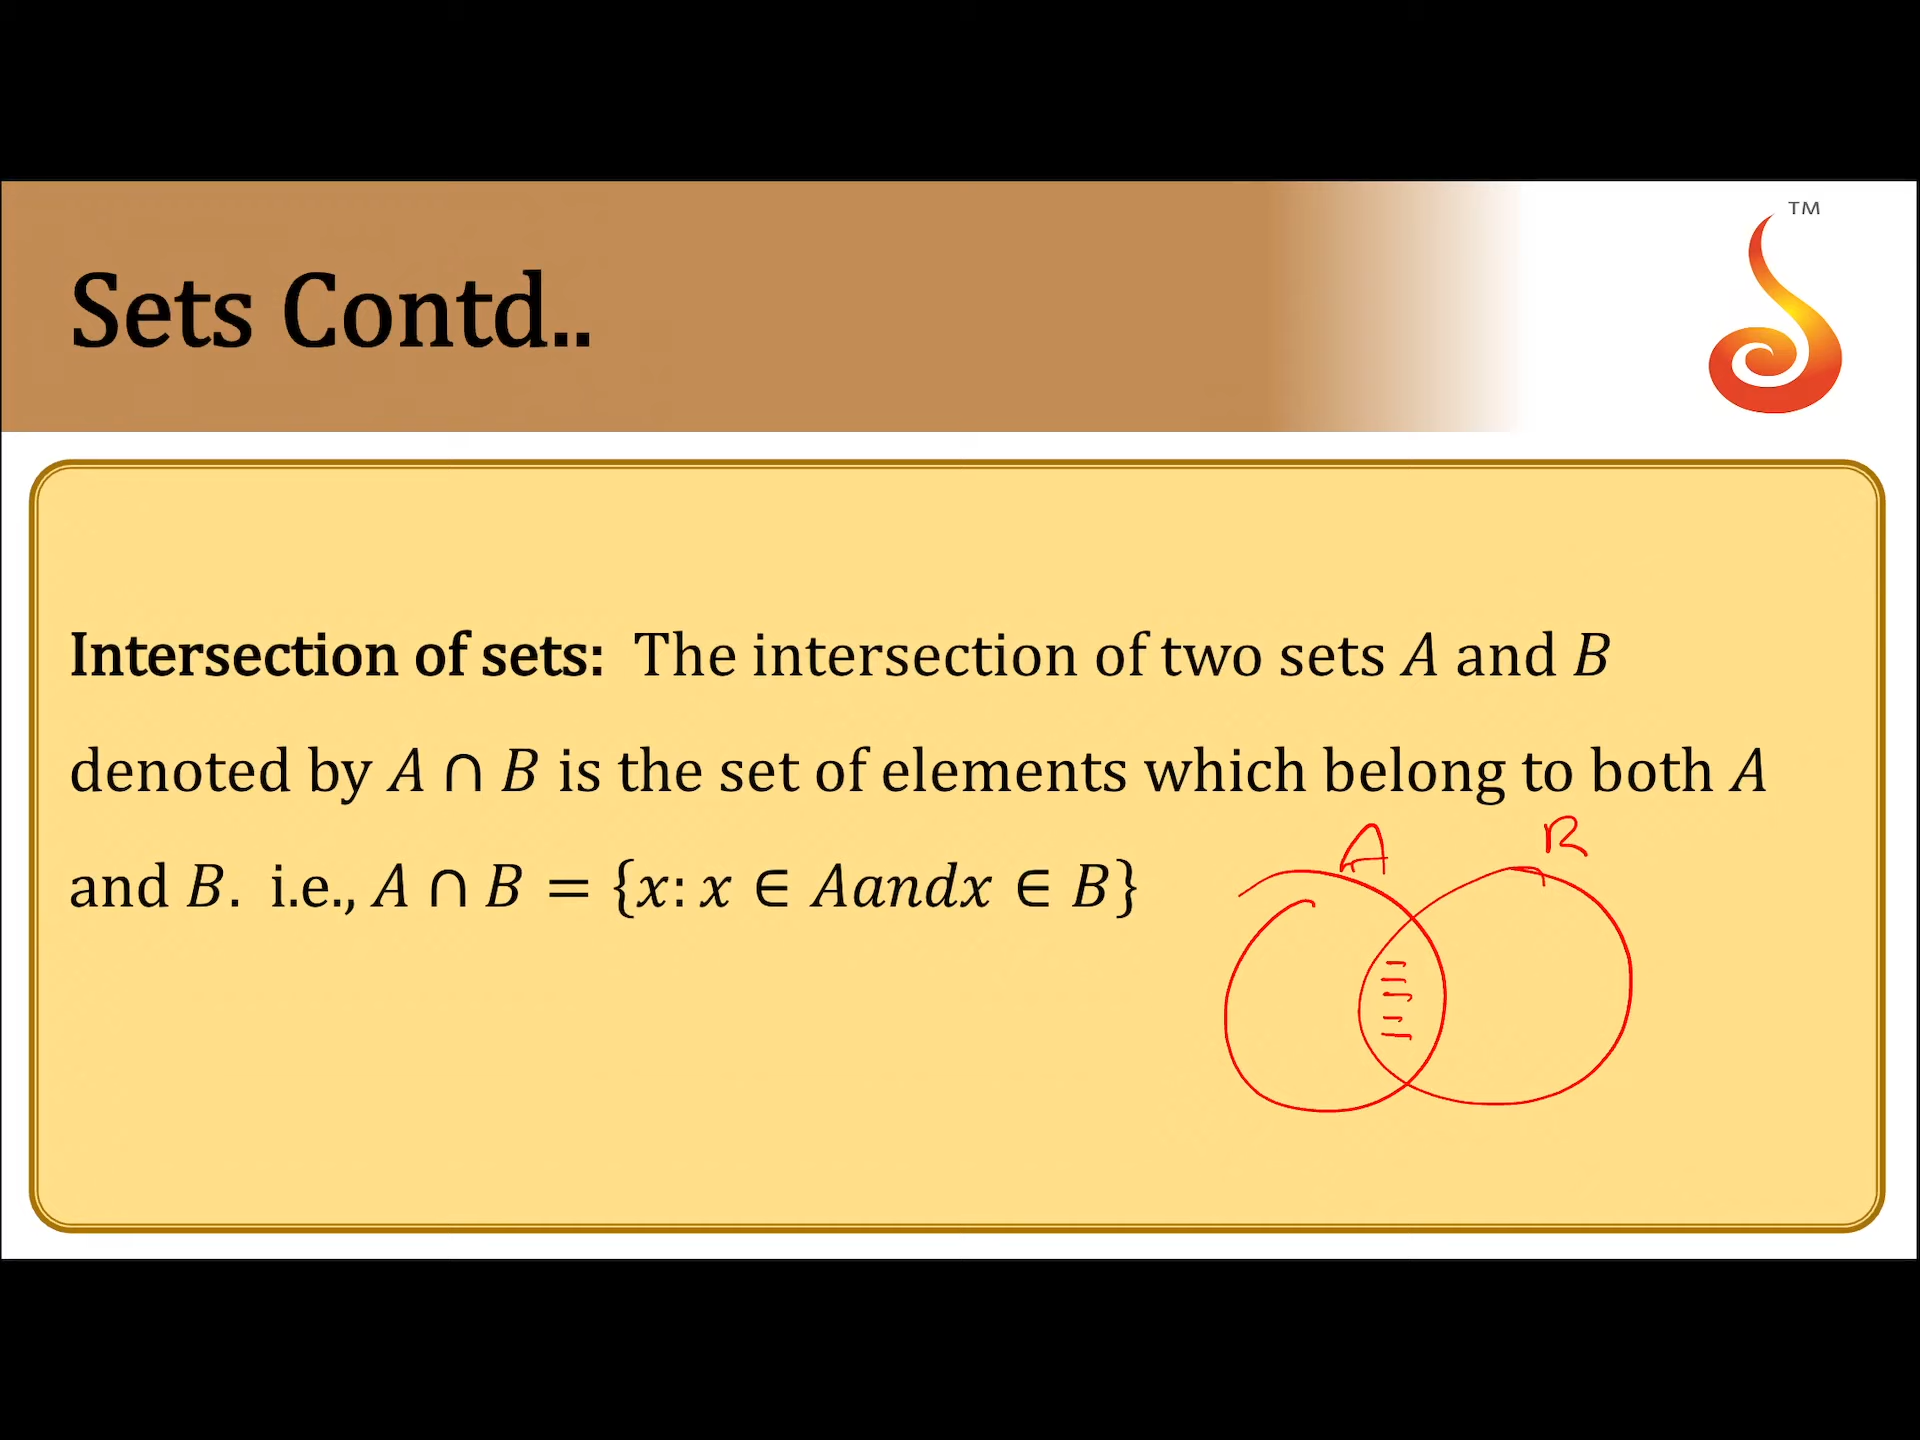 TM
Sets Contd..
Intersection of sets: The intersection of two sets A and B
denoted by A ∩ B is the set of elements which belong to both A
and B. i.e., A ∩ B = {x: x ∈ Aandx ∈ B}
A B